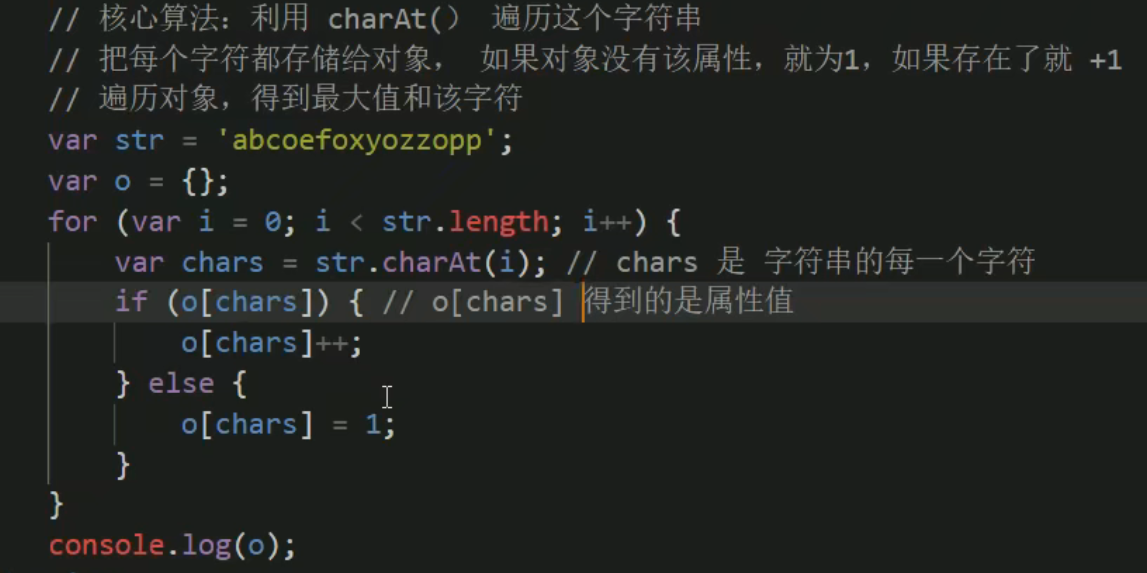 // 核心算法：利用 charAt() 遍历这个字符串
// 把每个字符都存储给对象， 如果对象没有该属性，就为1，如果存在了就 +1
// 遍历对象，得到最大值和该字符
var str = 'abcoefoxyozzopp';
var o = {};
for (var i = 0; i < str.length; i++) {
    var chars = str.charAt(i); // chars 是 字符串的每一个字符
    if (o[chars]) { // o[chars] 得到的是属性值
        o[chars]++;
    } else {
        o[chars] = 1;
    }
}
console.log(o);